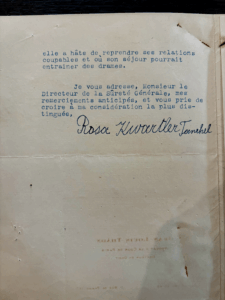 elle a hâte de reprendre ses relations
coupables et où son séjour pourrait
entraîner des drames.
Je vous adresse, Monsieur le
Directeur de la Sûreté Générale, mes
remerciements anticipés, et vous prie de
croire à ma considération la plus dis-
tinguée.
Rosa Kwartler